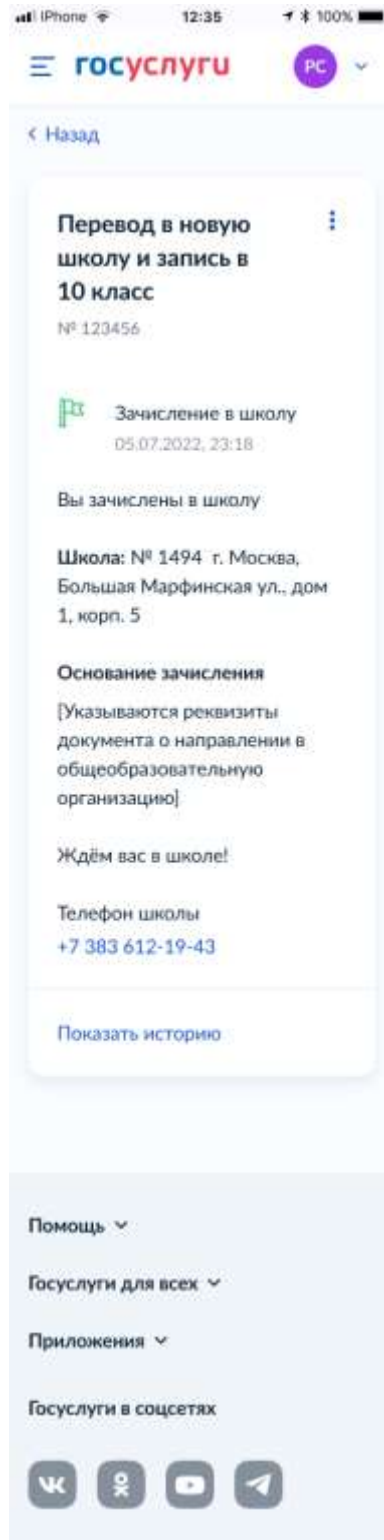 iPhone 12:35 100%
госуслуги РС
Назад
Перевод в новую
школу и запись в
10 класс
№ 123456
Зачисление в школу
05.07.2022, 23:18
Вы зачислены в школу
Школа: № 1494 г. Москва,
Большая Марфинская ул., дом
1, корп. 5
Основание зачисления
[Указываются реквизиты
документа о направлении в
общеобразовательную
организацию]
Ждём вас в школе!
Телефон школы
+7 383 612-19-43
Показать историю
Помощь
Госуслуги для всех
Приложения
Госуслуги в соцсетях